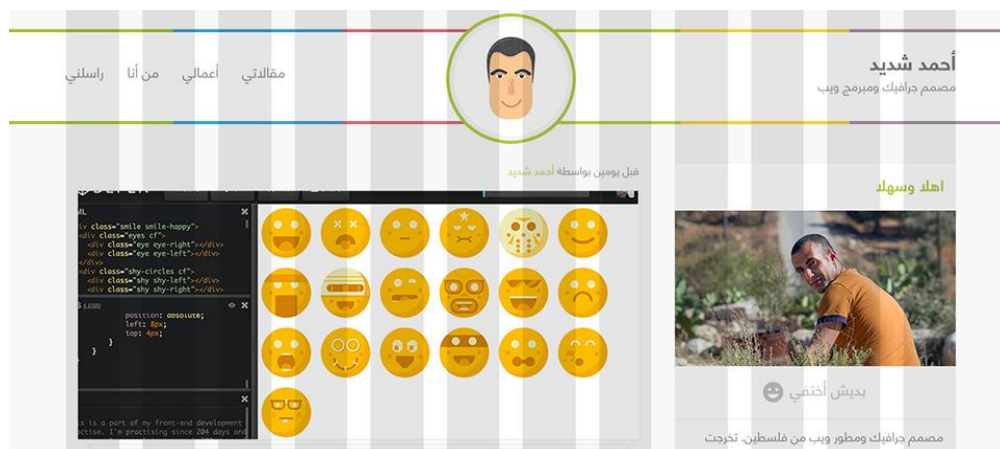 أحمد شديد
مصمم جرافيك ومبرمج ويب
مقالاتي أعمالي من أنا راسلني
اهلا وسهلا
بديش أختفي
مصمم جرافيك ومطور ويب من فلسطين. تخرجت
قبل يومين بواسطة أحمد شديد
class="smile smile-happy">
<div class="eyes cf">
<div class="eye eye-right"></div>
<div class="eye eye-left"></div>
</div>
<div class="shy-circles cf">
<div class="shy shy-left"></div>
<div class="shy shy-right"></div>
(LESS)
position: absolute;
left: 8px;
top: 4px;
}
}
is a part of my front-end development
I'm practising since 204 days and